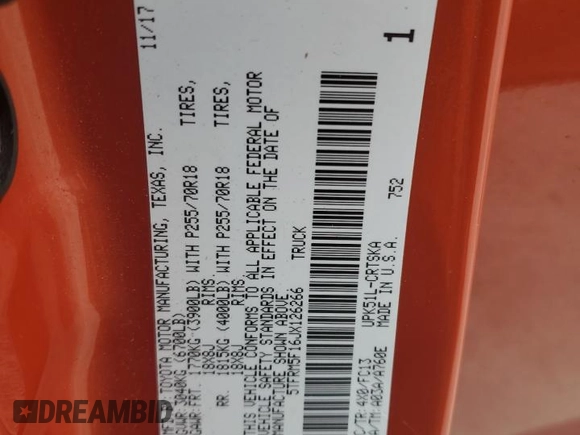 TOYOTA MOTOR MANUFACTURING, TEXAS, INC. 11/17
GVWR 3040KG (6700LB)
GAWR:FRT. 1770KG (3900LB) WITH P255/70R18 TIRES,
18X8J RIMS
RR. 1815KG (4000LB) WITH P255/70R18 TIRES,
18X8J RIMS
THIS VEHICLE CONFORMS TO ALL APPLICABLE FEDERAL MOTOR
VEHICLE SAFETY STANDARDS IN EFFECT ON THE DATE OF
MANUFACTURE SHOWN ABOVE.
5TFRM5F16JX126266 TRUCK
C/TR:4X0/FC13 UPK51L-CRTSKA
A/TM:A03A/A760E MADE IN U.S.A. 752
1
BIDCARS HISTORY